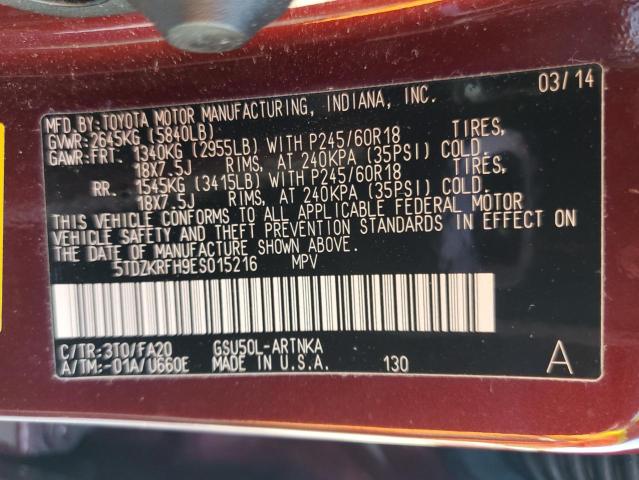 03/14
MFD.BY:TOYOTA MOTOR MANUFACTURING, INDIANA, INC.
GVWR:2645KG (5840LB)
GAWR:FRT. 1340KG (2955LB) WITH P245/60R18 TIRES,
18X7.5J RIMS, AT 240KPA (35PSI) COLD.
RR. 1545KG (3415LB) WITH P245/60R18 TIRES,
18X7.5J RIMS, AT 240KPA (35PSI) COLD.
THIS VEHICLE CONFORMS TO ALL APPLICABLE FEDERAL MOTOR
VEHICLE SAFETY AND BUMPER STANDARDS IN EFFECT ON
THE DATE OF MANUFACTURE SHOWN ABOVE.
5TDZKRFH9ES015216 MPV
C/TR:3T0/FA20 GSU50L-ARTNKA
A/TM:-01A/U660E MADE IN U.S.A. 130 A